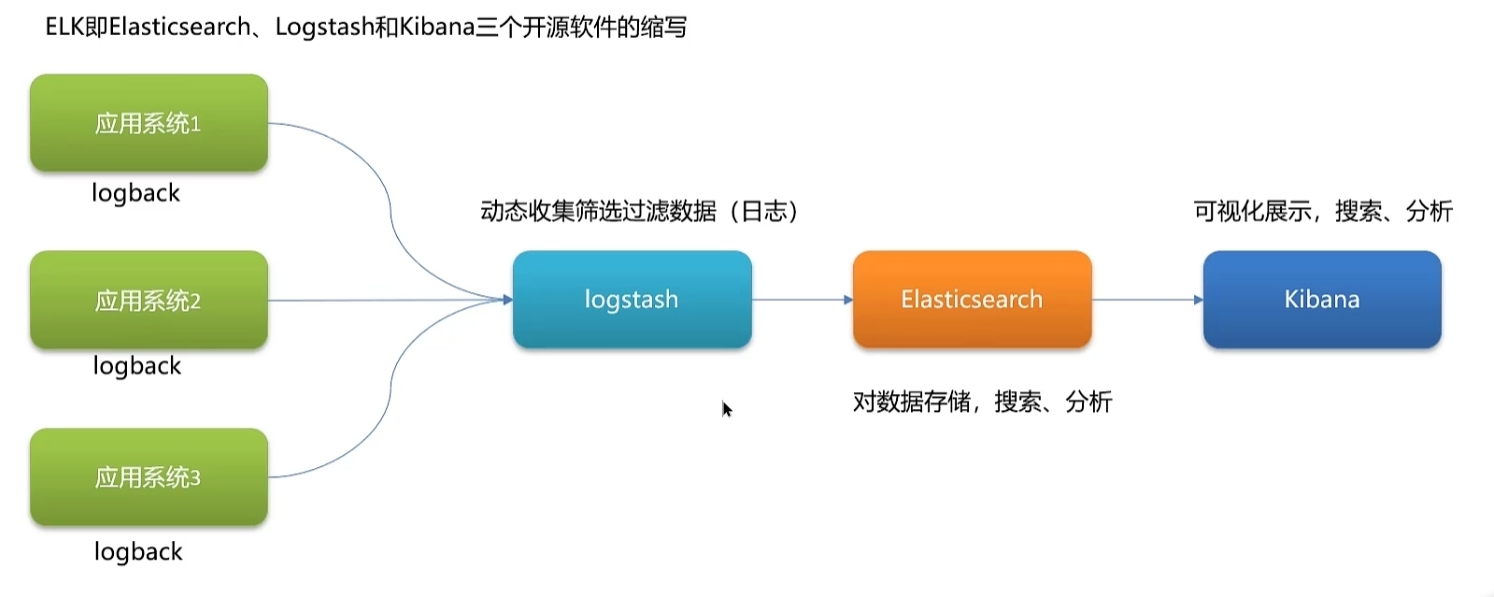 ELK即Elasticsearch、Logstash和Kibana三个开源软件的缩写
应用系统1
logback
应用系统2
logback
应用系统3
logback
动态收集筛选过滤数据（日志）
logstash
Elasticsearch
对数据存储，搜索、分析
可视化展示，搜索、分析
Kibana